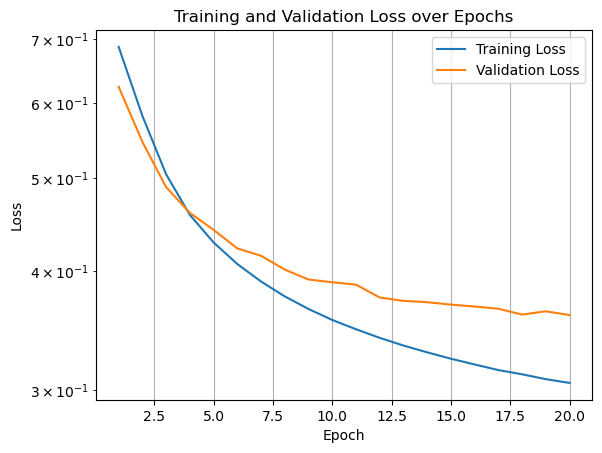 Training and Validation Loss over Epochs
7 × 10⁻¹
6 × 10⁻¹
5 × 10⁻¹
4 × 10⁻¹
3 × 10⁻¹
Loss
Training Loss
Validation Loss
2.5 5.0 7.5 10.0 12.5 15.0 17.5 20.0
Epoch